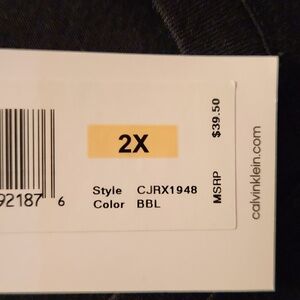 2X
Style CJRX1948
Color BBL
92187 6
MSRP $39.50
calvinklein.com